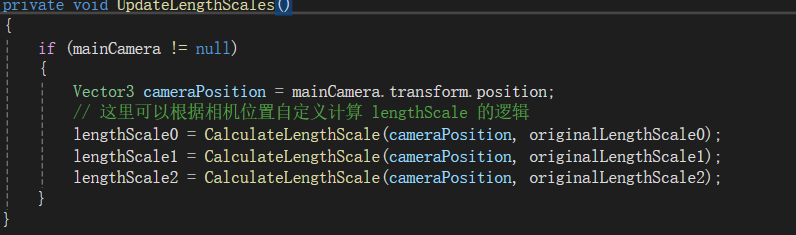 private void UpdateLengthScales()
{
if (mainCamera != null)
{
Vector3 cameraPosition = mainCamera.transform.position;
// 这里可以根据相机位置自定义计算 lengthScale 的逻辑
lengthScale0 = CalculateLengthScale(cameraPosition, originalLengthScale0);
lengthScale1 = CalculateLengthScale(cameraPosition, originalLengthScale1);
lengthScale2 = CalculateLengthScale(cameraPosition, originalLengthScale2);
}
}